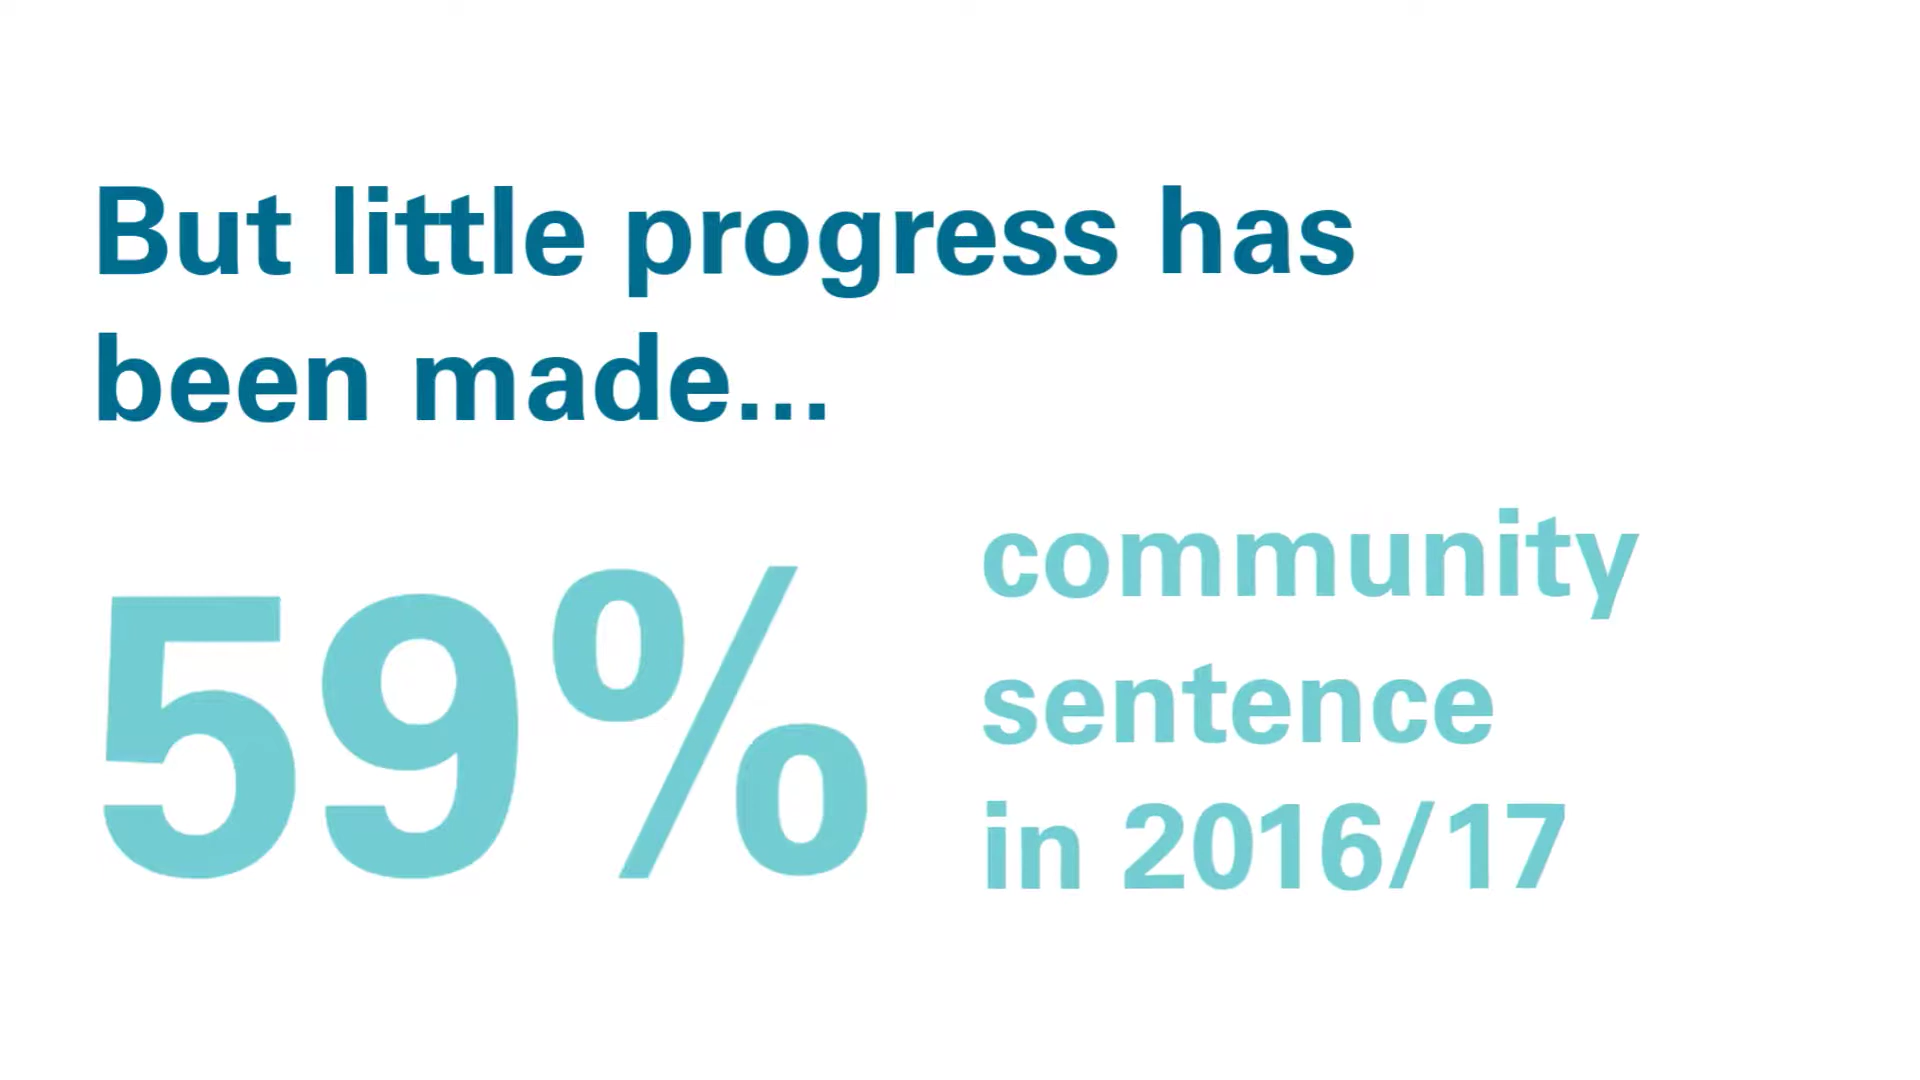 But little progress has
been made...
59%
community
sentence
in 2016/17